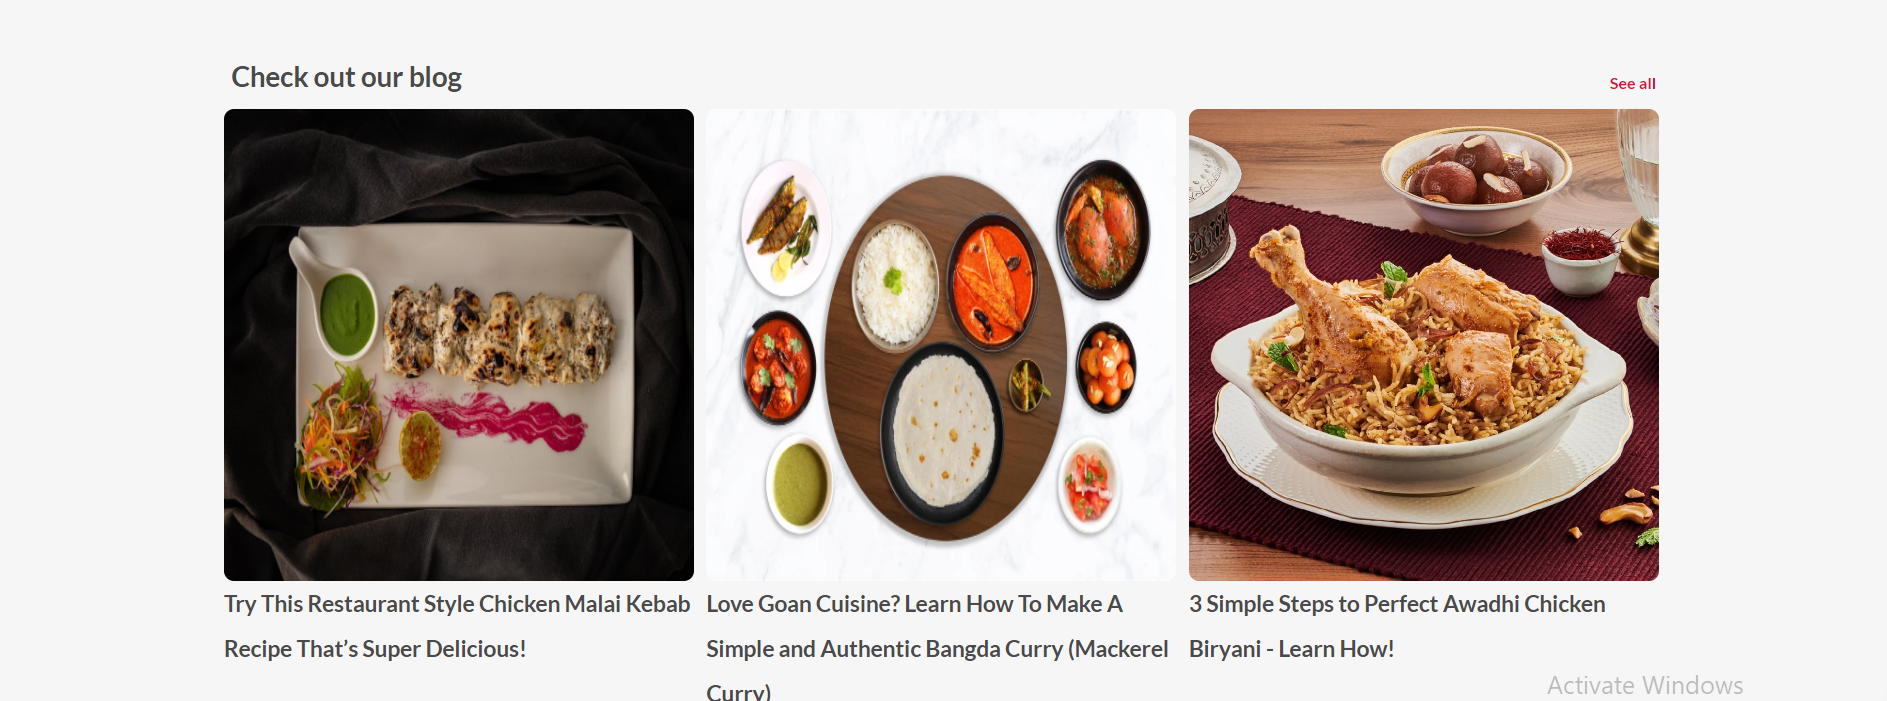 Check out our blog
See all
Try This Restaurant Style Chicken Malai Kebab
Recipe That’s Super Delicious!
Love Goan Cuisine? Learn How To Make A
Simple and Authentic Bangda Curry (Mackerel
Curry)
3 Simple Steps to Perfect Awadhi Chicken
Biryani - Learn How!
Activate Windows